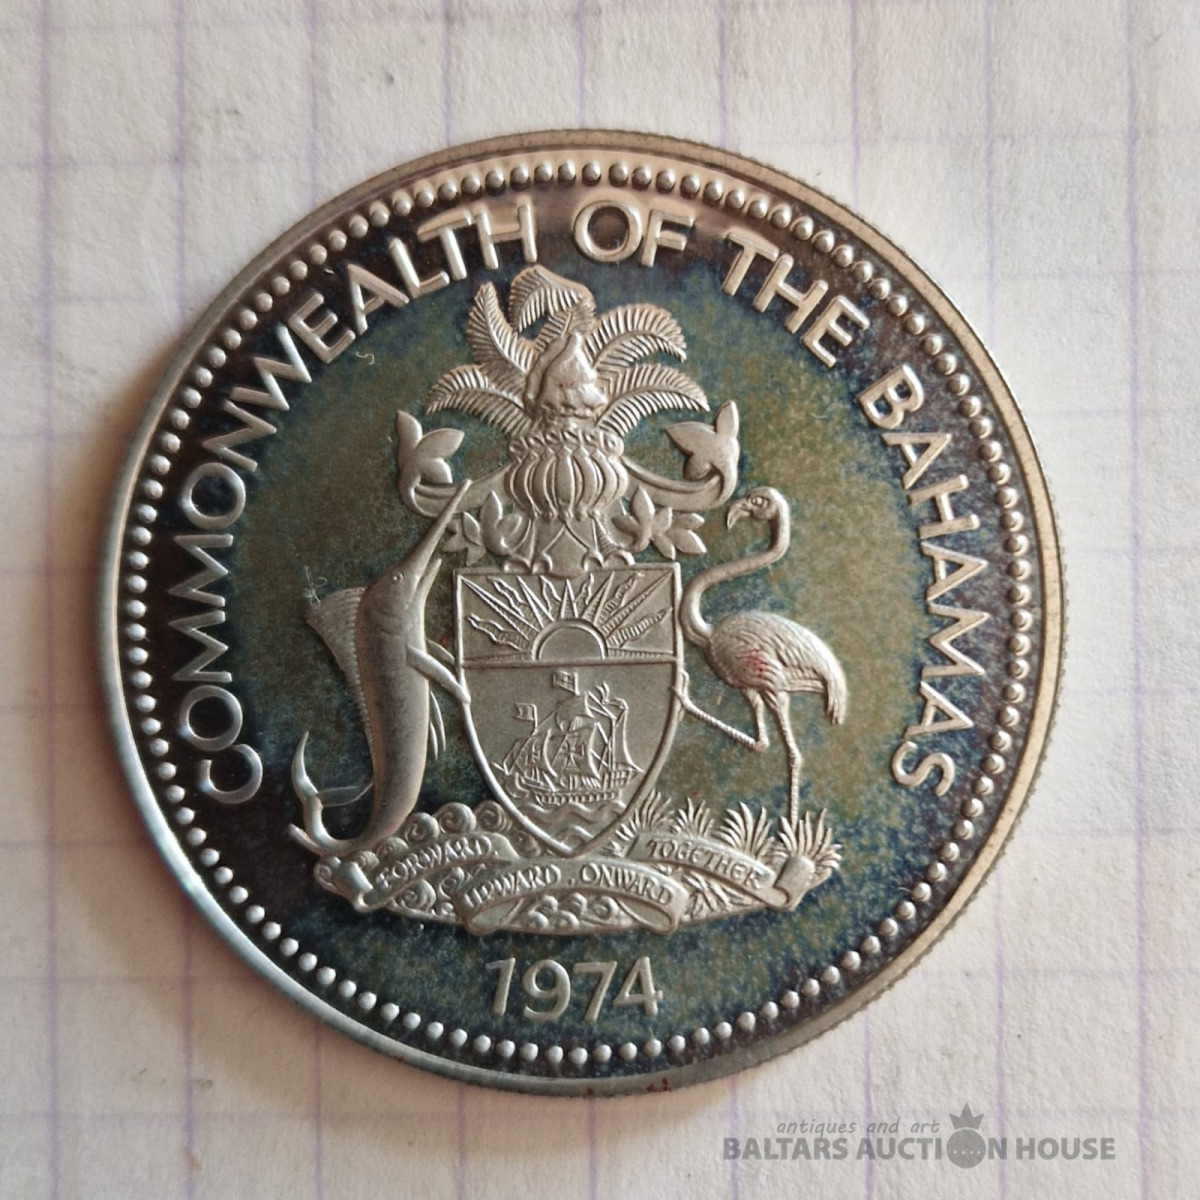 COMMONWEALTH OF THE BAHAMAS
FORWARD, UPWARD, ONWARD TOGETHER
1974
antiques and art
BALTARS AUCTION HOUSE